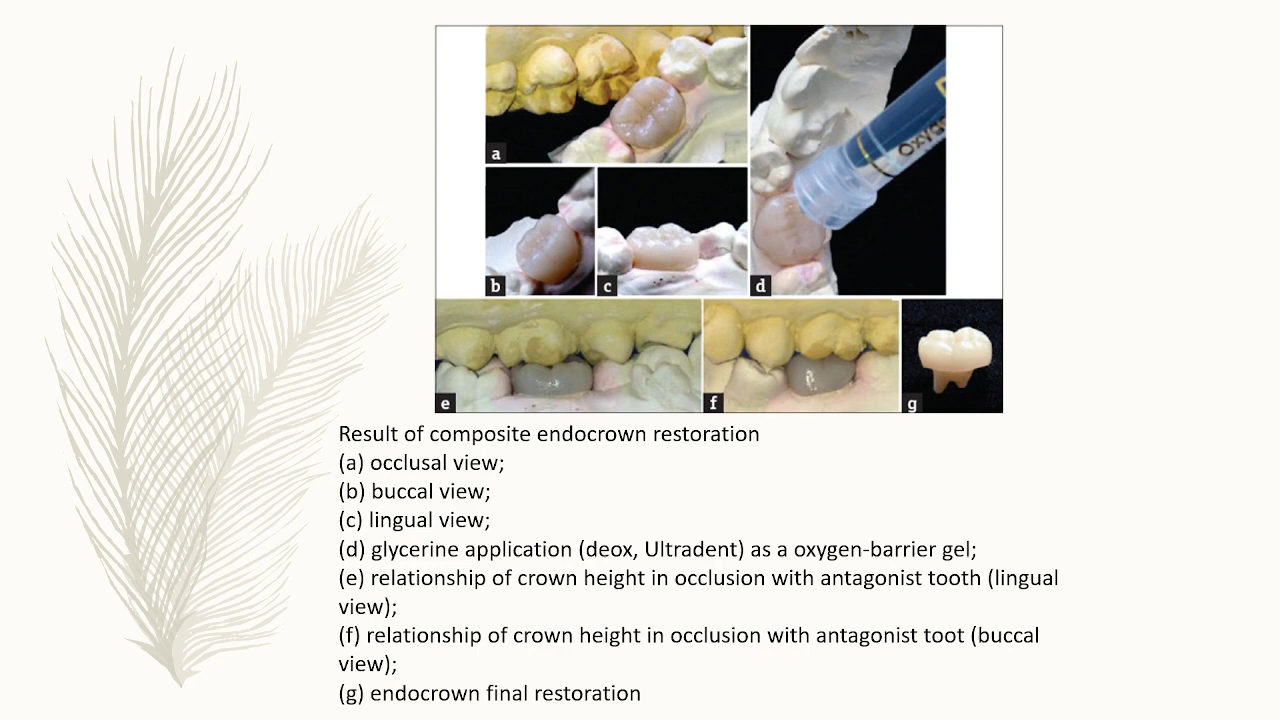 a
OXYG
b
c
d
e
f
g
Result of composite endocrown restoration
(a) occlusal view;
(b) buccal view;
(c) lingual view;
(d) glycerine application (deox, Ultradent) as a oxygen-barrier gel;
(e) relationship of crown height in occlusion with antagonist tooth (lingual
view);
(f) relationship of crown height in occlusion with antagonist toot (buccal
view);
(g) endocrown final restoration